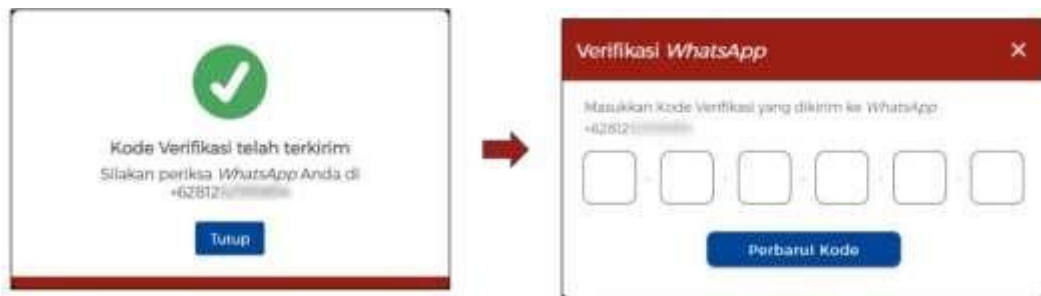 Kode Verifikasi telah terkirim
Silakan periksa WhatsApp Anda di
+62812
Tutup
Verifikasi WhatsApp
Masukkan Kode Verifikasi yang dikirim ke WhatsApp
+62812
Perbarui Kode